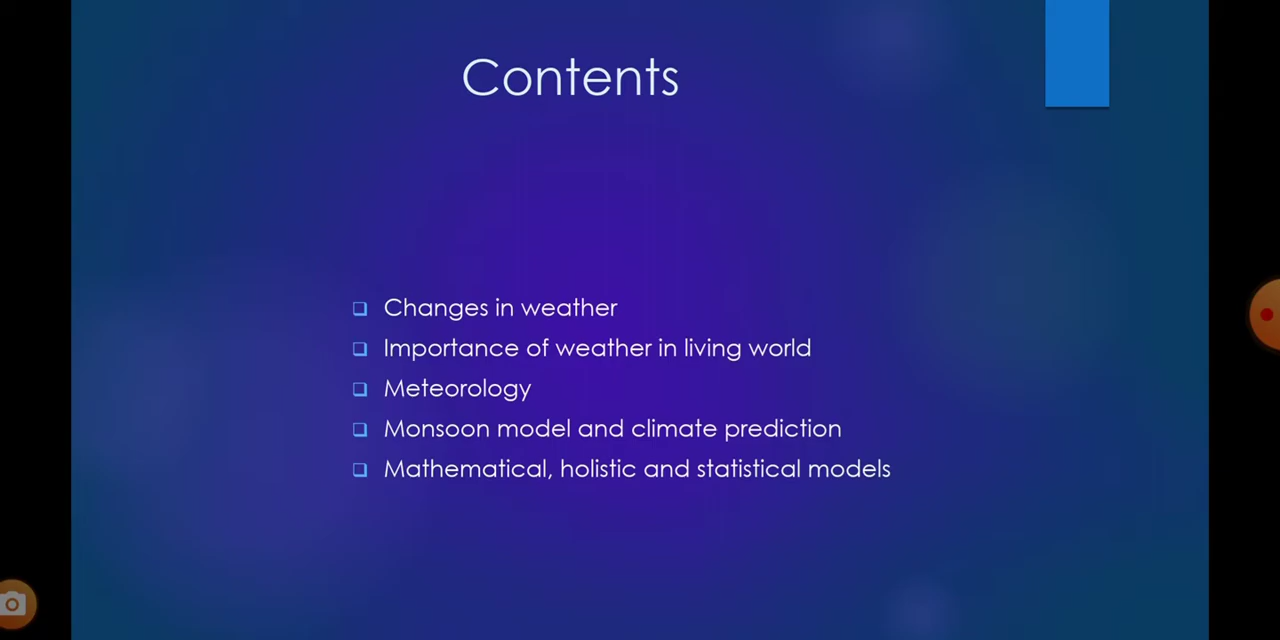 Contents
Changes in weather
Importance of weather in living world
Meteorology
Monsoon model and climate prediction
Mathematical, holistic and statistical models